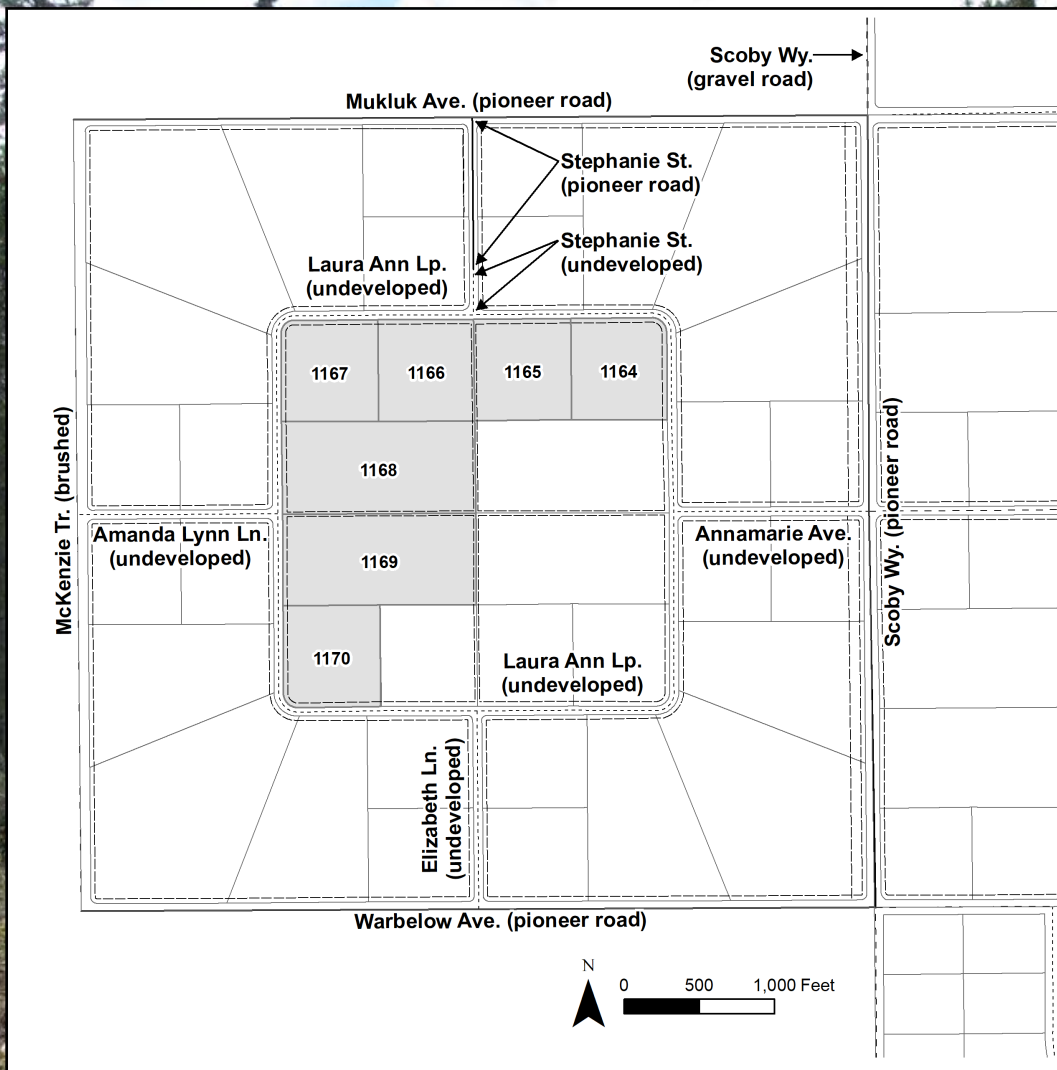 Scoby Wy.
(gravel road)
Mukluk Ave. (pioneer road)
Stephanie St.
(pioneer road)
Stephanie St.
(undeveloped)
Laura Ann Lp.
(undeveloped)
1167
1166
1165
1164
1168
McKenzie Tr. (brushed)
Scoby Wy. (pioneer road)
Amanda Lynn Ln.
(undeveloped)
Annamarie Ave.
(undeveloped)
1169
1170
Laura Ann Lp.
(undeveloped)
Elizabeth Ln.
(undeveloped)
Warbelow Ave. (pioneer road)
N
0 500 1,000 Feet